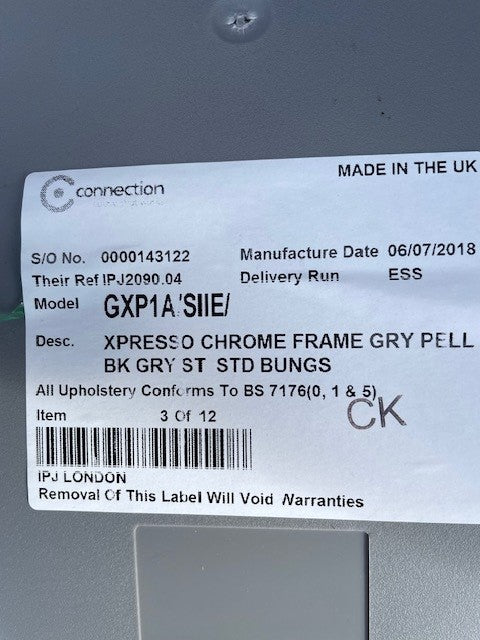 MADE IN THE UK
connection
S/O No. 0000143122 Manufacture Date 06/07/2018
Their Ref IPJ2090.04 Delivery Run ESS
Model GXP1A/SIIE/
Desc. XPRESSO CHROME FRAME GRY PELL
BK GRY ST STD BUNGS
All Upholstery Conforms To BS 7176(0, 1 & 5)
CK
Item 3 Of 12
IPJ LONDON
Removal Of This Label Will Void Warranties